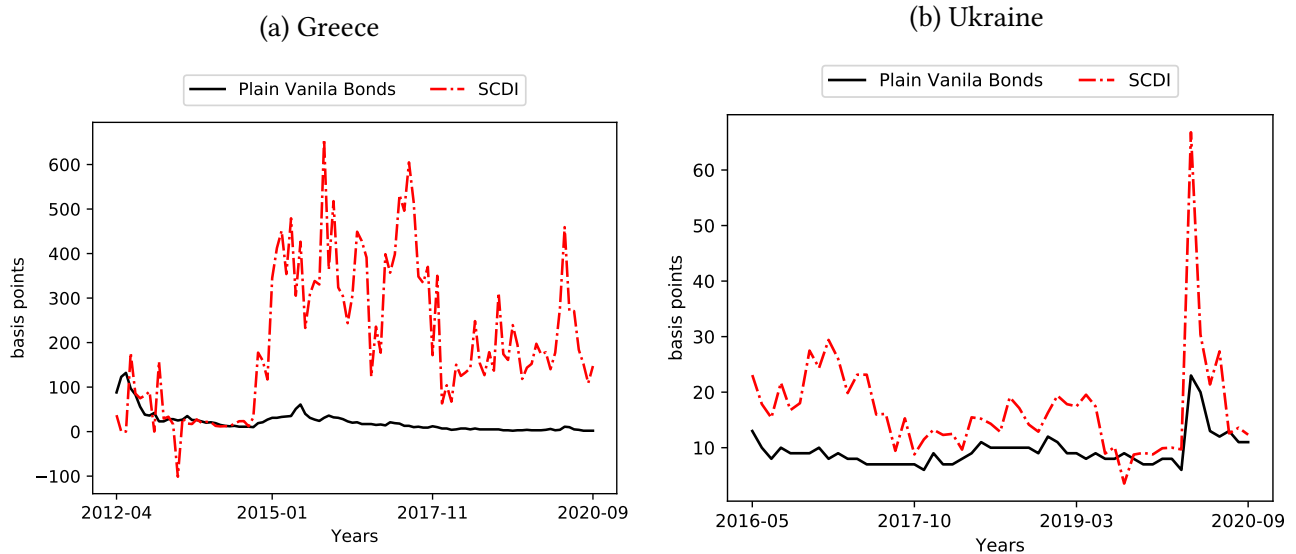 (a) Greece
Plain Vanila Bonds
SCDI
600
500
400
300
200
100
0
−100
basis points
2012-04
2015-01
2017-11
2020-09
Years
(b) Ukraine
Plain Vanila Bonds
SCDI
60
50
40
30
20
10
basis points
2016-05
2017-10
2019-03
2020-09
Years